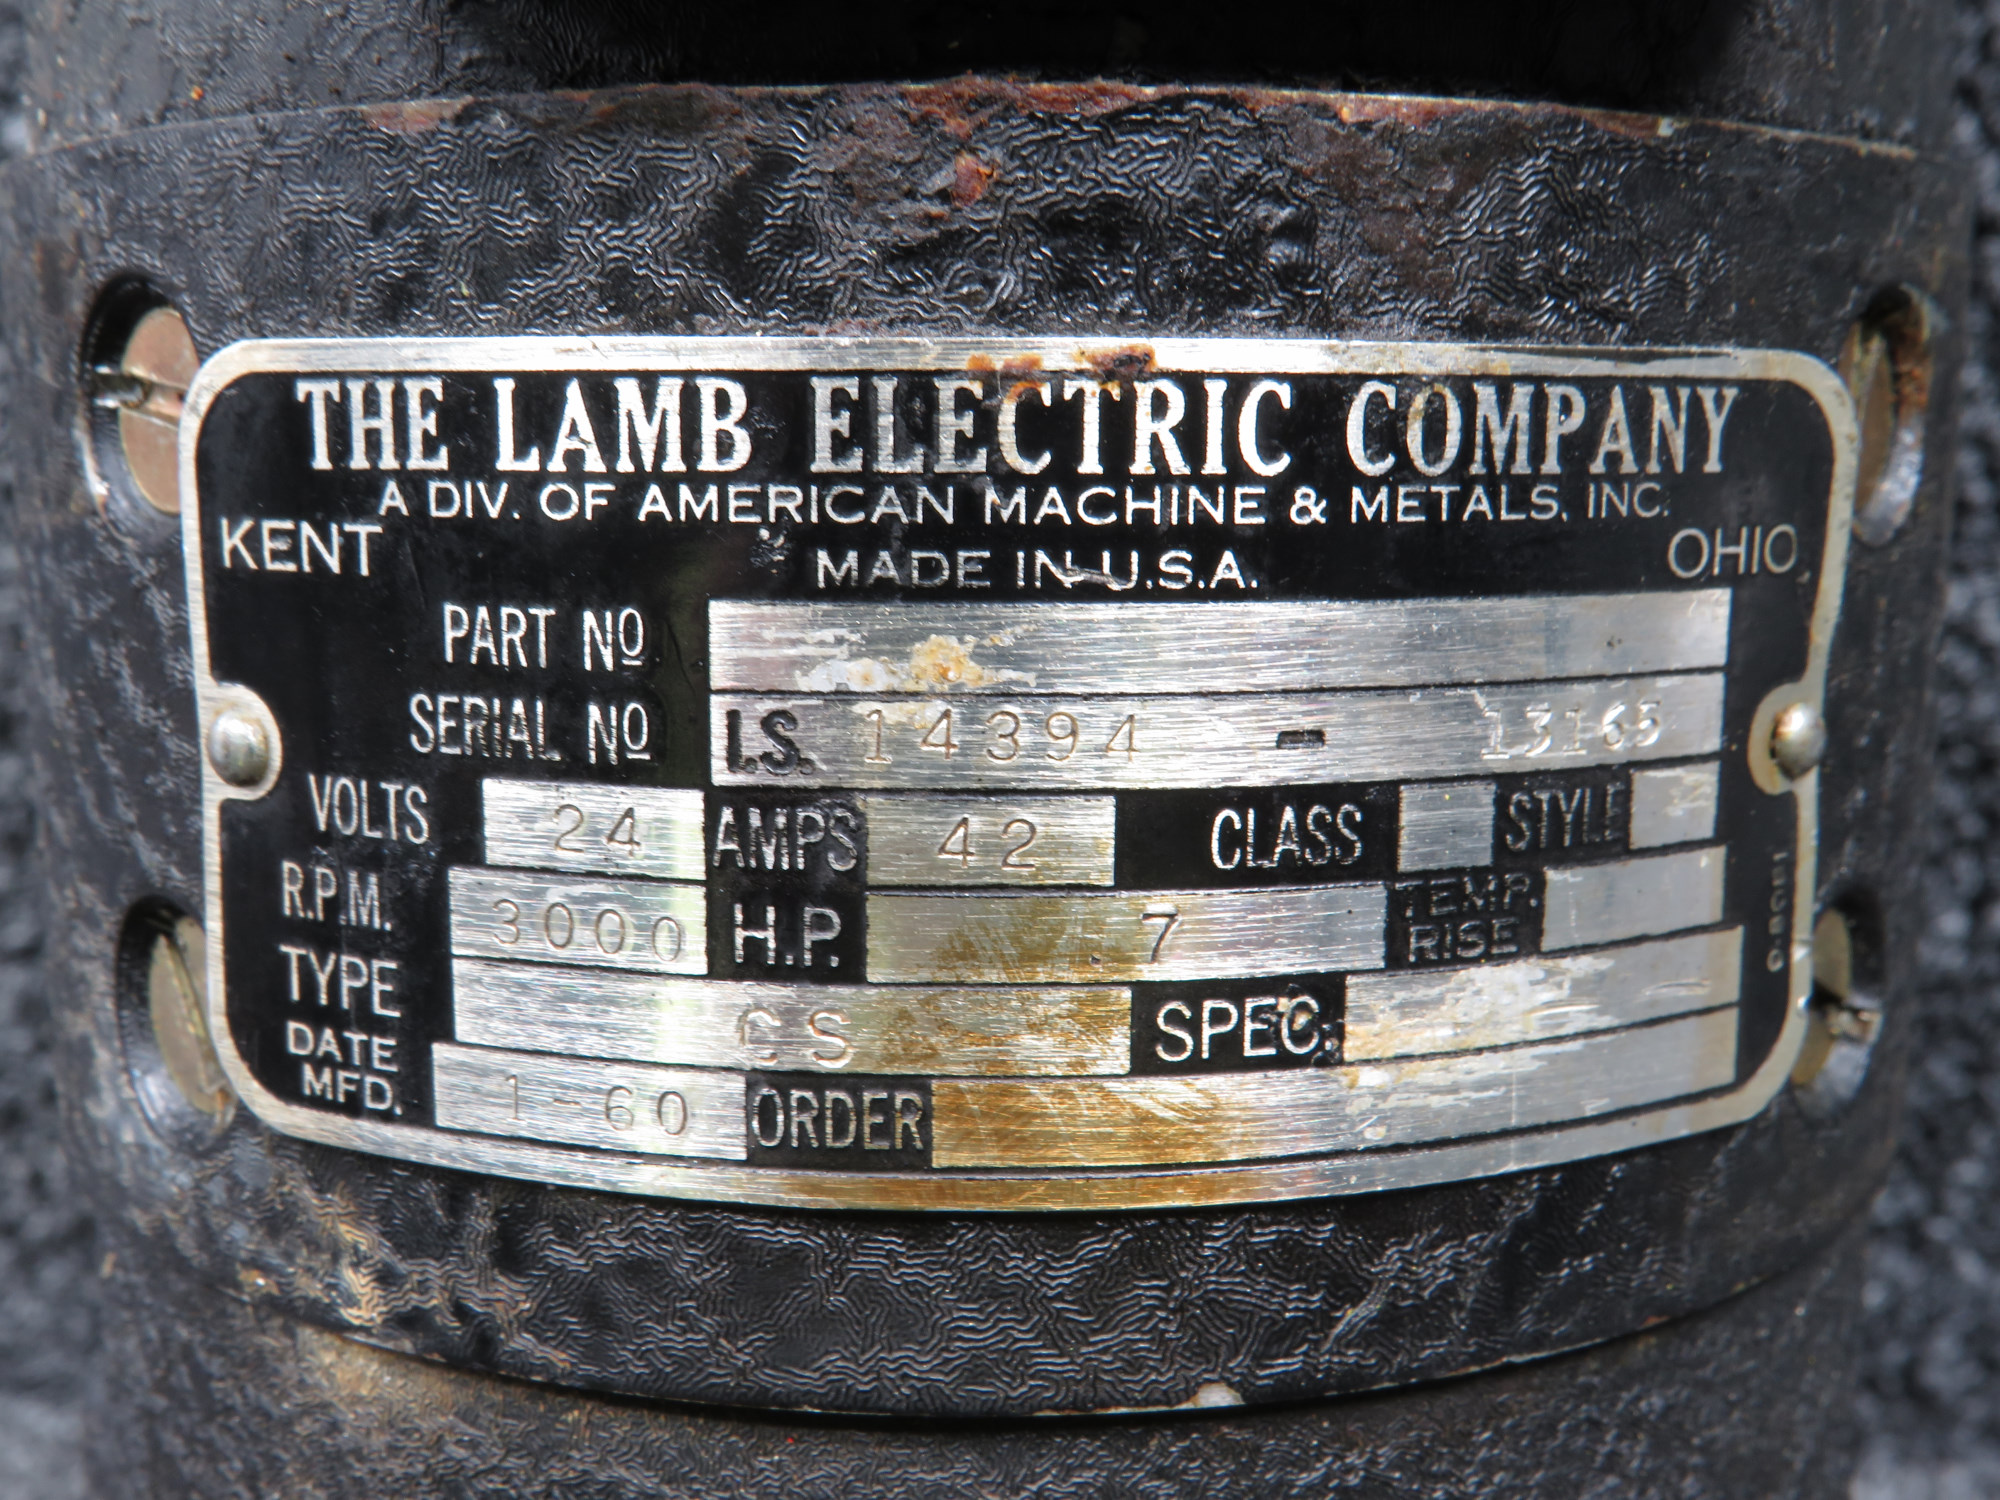 THE LAMB ELECTRIC COMPANY
A DIV. OF AMERICAN MACHINE & METALS, INC.
KENT OHIO
MADE IN U.S.A.
PART Nº
SERIAL Nº I.S. 14394 - 13165
VOLTS 24 AMPS 42 CLASS STYLE
R.P.M. 3000 H.P. .7 TEMP. RISE
TYPE CS SPEC.
DATE MFD. 1-60 ORDER